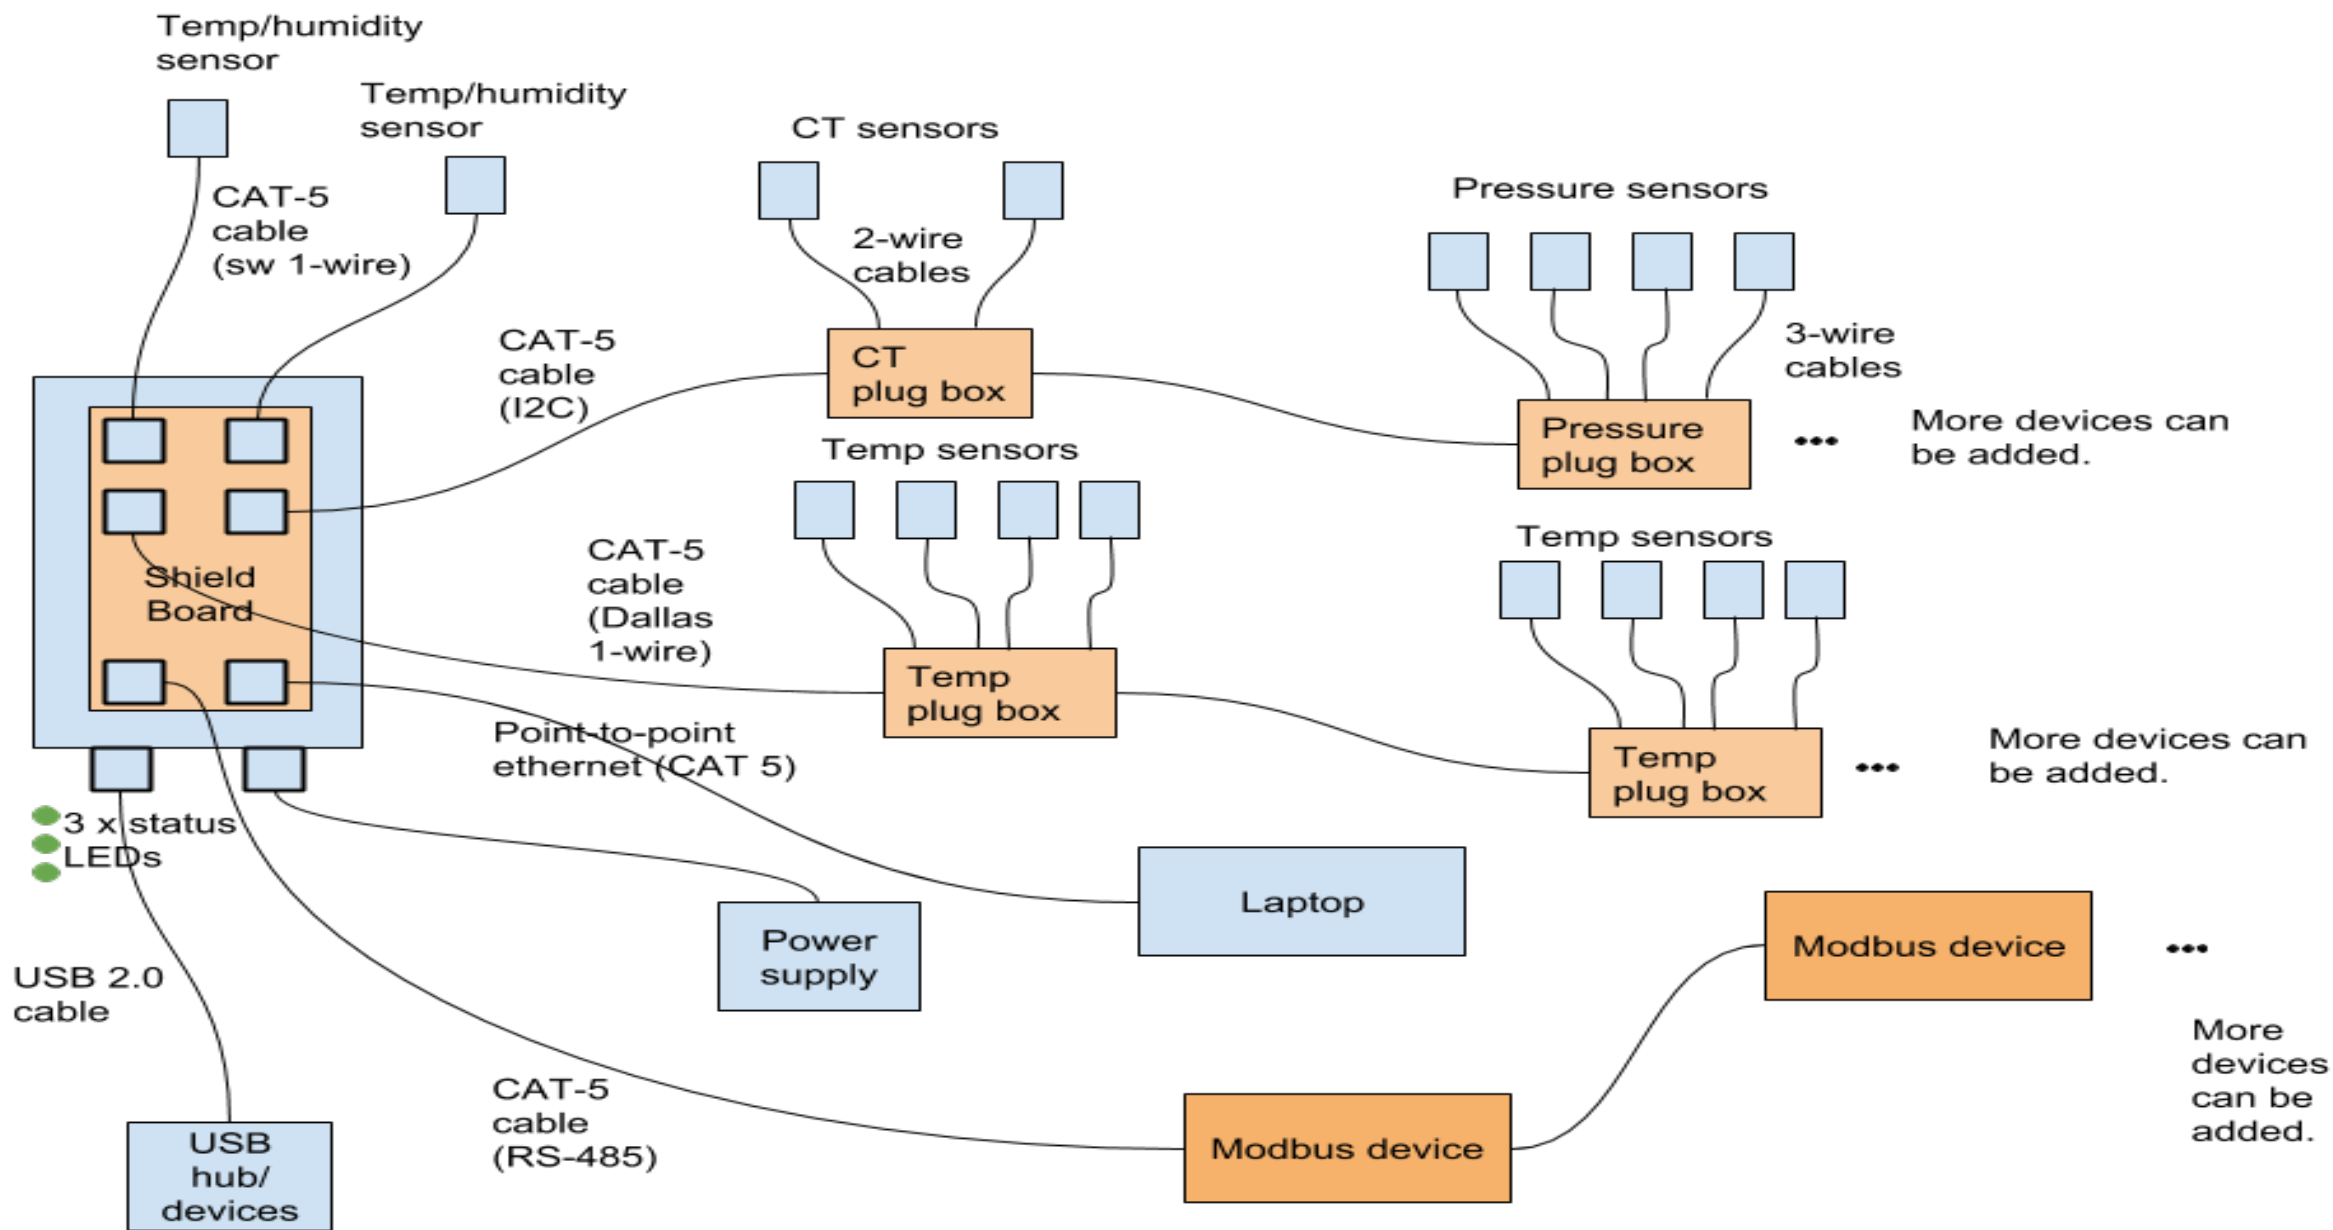 Temp/humidity
sensor
Temp/humidity
sensor
CT sensors
Pressure sensors
CAT-5
cable
(sw 1-wire)
2-wire
cables
CAT-5
cable
(I2C)
CT
plug box
3-wire
cables
Pressure
plug box
More devices can
be added.
Temp sensors
Temp sensors
CAT-5
cable
(Dallas
1-wire)
Shield
Board
Temp
plug box
Point-to-point
ethernet (CAT 5)
Temp
plug box
More devices can
be added.
3 x status
LEDs
Laptop
Power
supply
Modbus device
USB 2.0
cable
More
devices
can be
added.
CAT-5
cable
(RS-485)
Modbus device
USB
hub/
devices